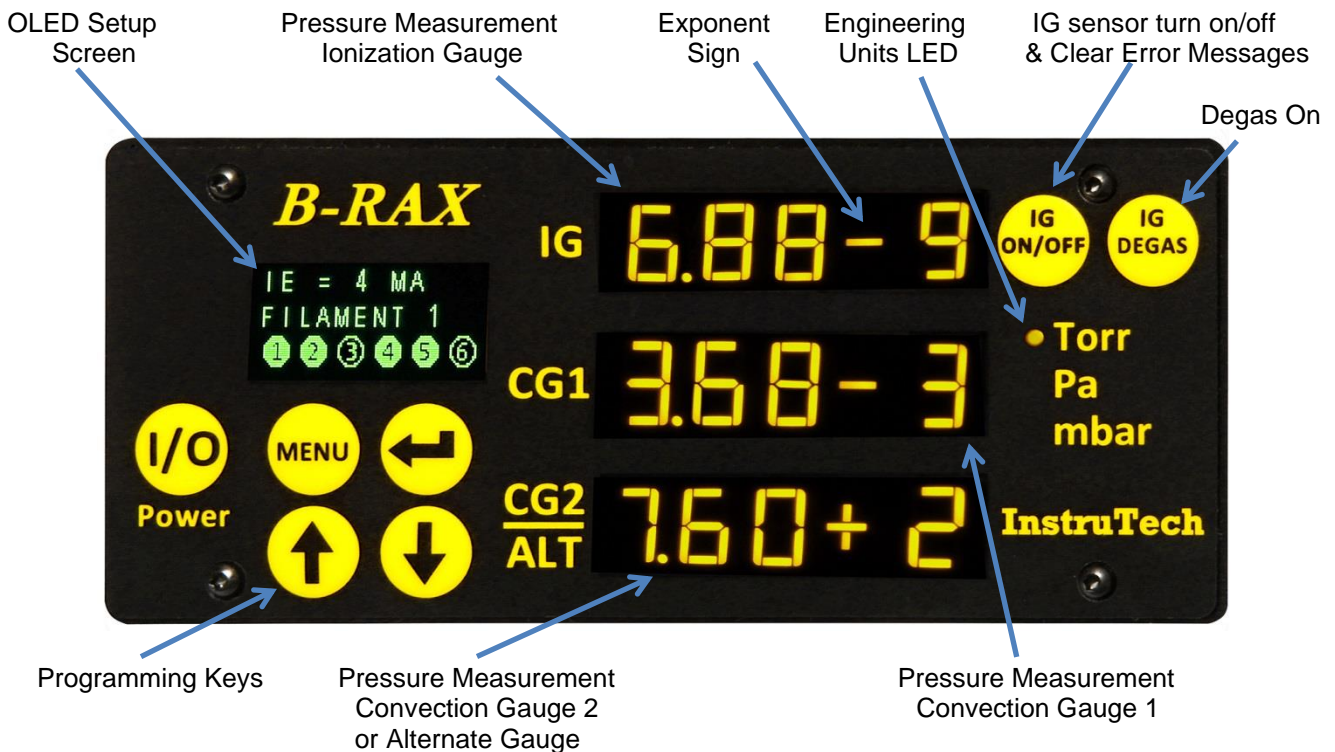 OLED Setup
Screen
Pressure Measurement
Ionization Gauge
Exponent
Sign
Engineering
Units LED
IG sensor turn on/off
& Clear Error Messages
Degas On
B-RAX
IE = 4 MA
FILAMENT 1
1 2 3 4 5 6
IG
6.88 - 9
IG
ON/OFF
IG
DEGAS
Torr
Pa
mbar
CG1
3.68 - 3
I/O
Power
MENU
CG2
ALT
7.60 + 2
InstruTech
Programming Keys
Pressure Measurement
Convection Gauge 2
or Alternate Gauge
Pressure Measurement
Convection Gauge 1